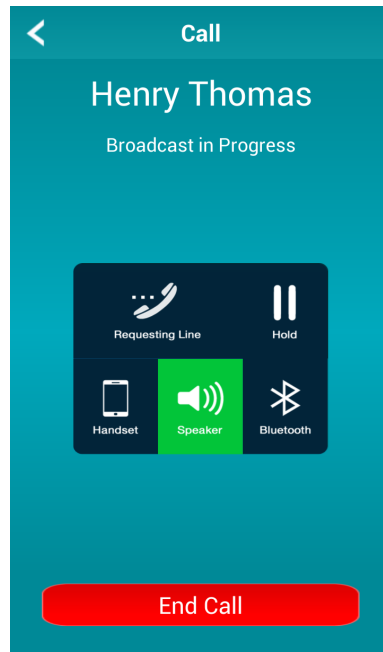 Call
Henry Thomas
Broadcast in Progress
Requesting Line
Hold
Handset
Speaker
Bluetooth
End Call